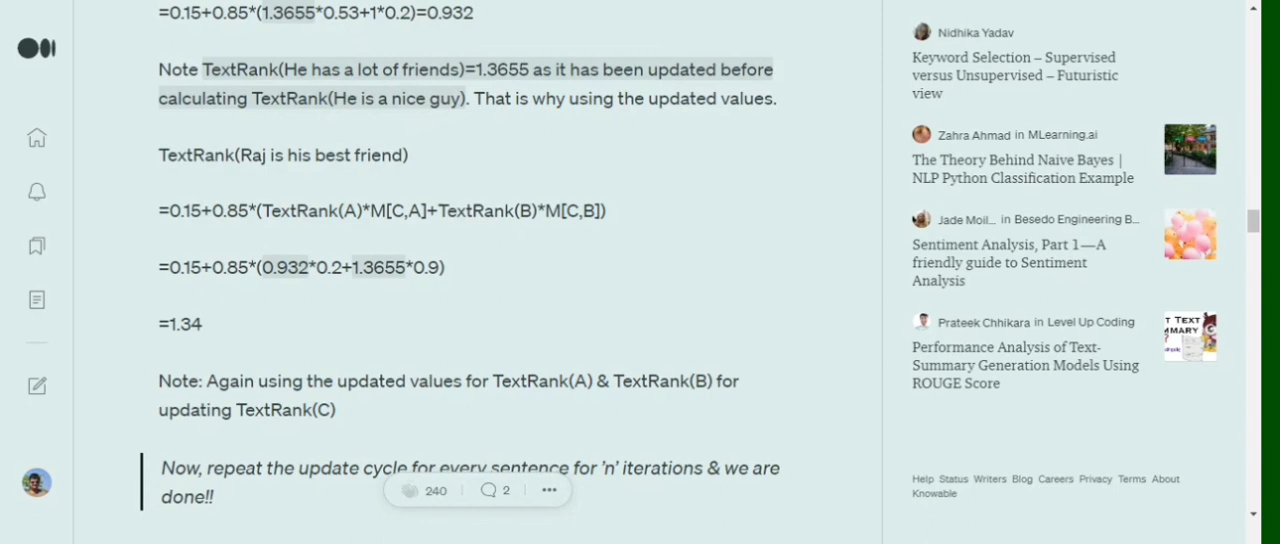 =0.15+0.85*(1.3655*0.53+1*0.2)=0.932
Note TextRank(He has a lot of friends)=1.3655 as it has been updated before
calculating TextRank(He is a nice guy). That is why using the updated values.
TextRank(Raj is his best friend)
=0.15+0.85*(TextRank(A)*M[C,A]+TextRank(B)*M[C,B])
=0.15+0.85*(0.932*0.2+1.3655*0.9)
=1.34
Note: Again using the updated values for TextRank(A) & TextRank(B) for
updating TextRank(C)
Now, repeat the update cycle for every sentence for 'n' iterations & we are
done!!
240
2
Nidhika Yadav
Keyword Selection – Supervised
versus Unsupervised – Futuristic
view
Zahra Ahmad in MLearning.ai
The Theory Behind Naive Bayes |
NLP Python Classification Example
Jade Moil... in Besedo Engineering B...
Sentiment Analysis, Part 1—A
friendly guide to Sentiment
Analysis
Prateek Chhikara in Level Up Coding
Performance Analysis of Text-
Summary Generation Models Using
ROUGE Score
Help Status Writers Blog Careers Privacy Terms About
Knowable